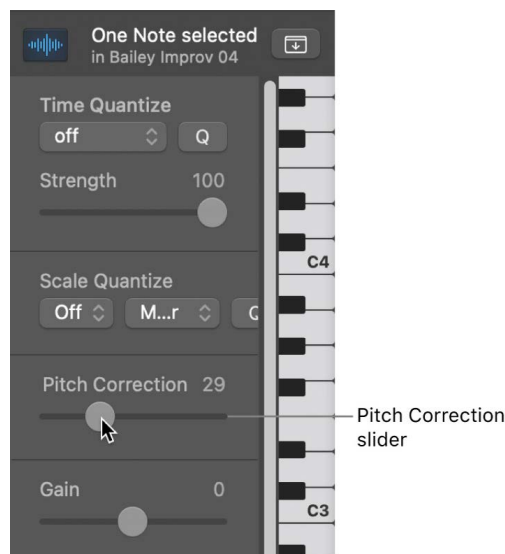 One Note selected
in Bailey Improv 04
Time Quantize
off
Q
Strength 100
Scale Quantize
Off
M...r
C4
Pitch Correction 29
Pitch Correction
slider
Gain 0
C3